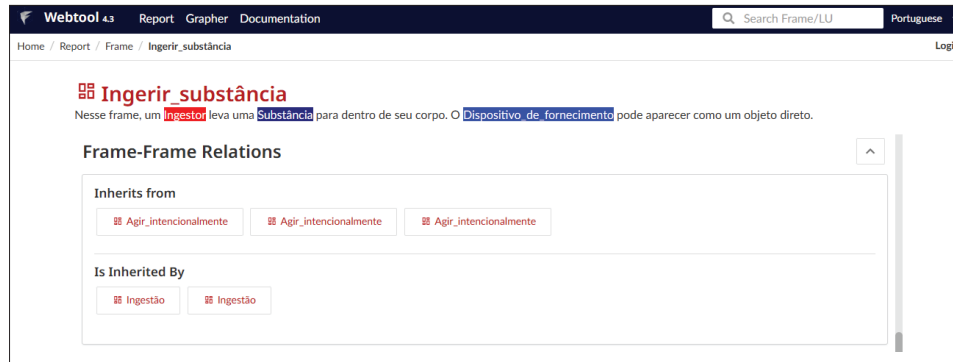 Webtool 4.3 Report Grapher Documentation Search Frame/LU Portuguese
Home / Report / Frame / Ingerir_substância Logi
Ingerir_substância
Nesse frame, um Ingestor leva uma Substância para dentro de seu corpo. O Dispositivo_de_fornecimento pode aparecer como um objeto direto.
Frame-Frame Relations
Inherits from
Agir_intencionalmente Agir_intencionalmente Agir_intencionalmente
Is Inherited By
Ingestão Ingestão